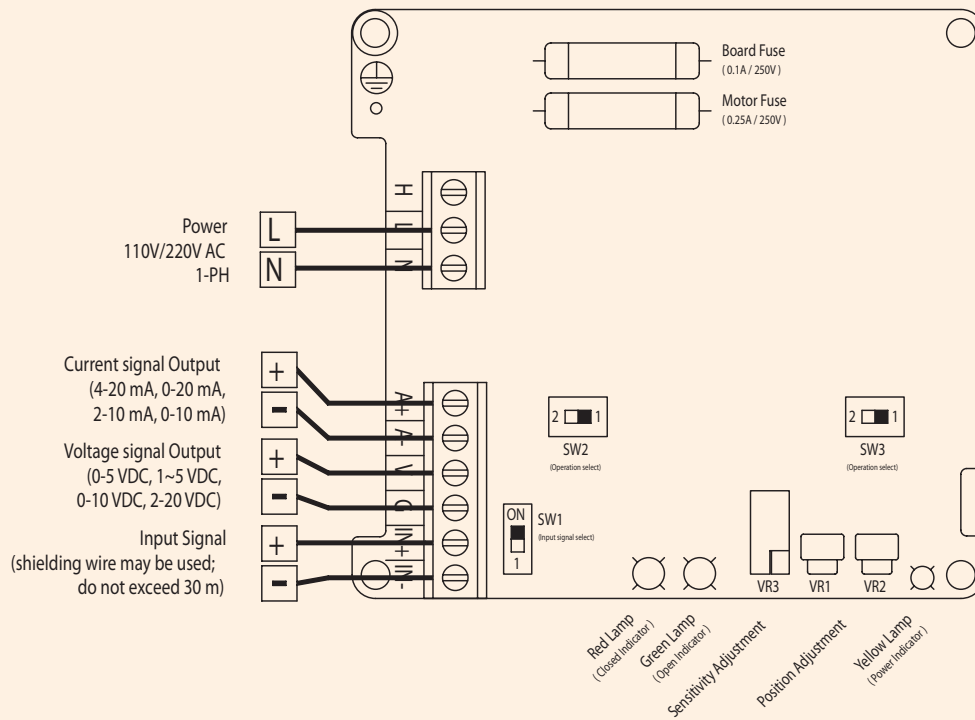 Board Fuse
( 0.1A / 250V )
Motor Fuse
( 0.25A / 250V )
H
L
N
Power
110V/220V AC
1-PH
L
N
Current signal Output
(4-20 mA, 0-20 mA,
2-10 mA, 0-10 mA)
+
-
Voltage signal Output
(0-5 VDC, 1~5 VDC,
0-10 VDC, 2-20 VDC)
+
-
Input Signal
(shielding wire may be used;
do not exceed 30 m)
+
-
A+
A-
V
G
IN+
IN-
2 1
SW2
(Operation select)
2 1
SW3
(Operation select)
ON
1
SW1
(Input signal select)
VR3
VR1
VR2
Red Lamp
( Closed Indicator )
Green Lamp
( Open Indicator )
Sensitivity Adjustment
Position Adjustment
Yellow Lamp
( Power Indicator )